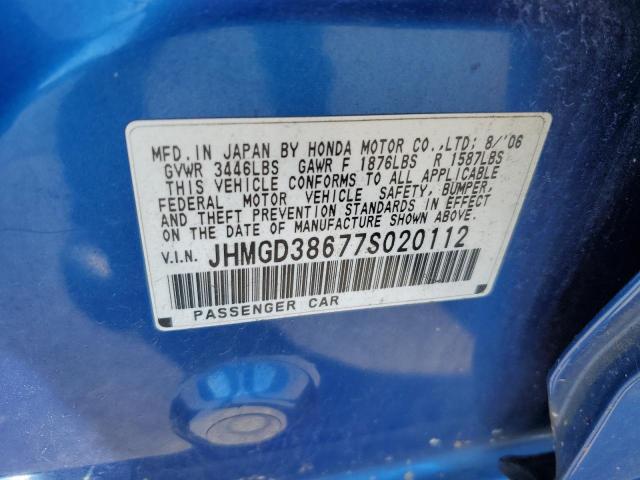 MFD. IN JAPAN BY HONDA MOTOR CO.,LTD; 8/'06
GVWR 3446LBS GAWR F 1876LBS R 1587LBS
THIS VEHICLE CONFORMS TO ALL APPLICABLE
FEDERAL MOTOR VEHICLE SAFETY, BUMPER,
AND THEFT PREVENTION STANDARDS IN EFFECT
ON THE DATE OF MANUFACTURE SHOWN ABOVE.
V.I.N. JHMGD38677S020112
PASSENGER CAR